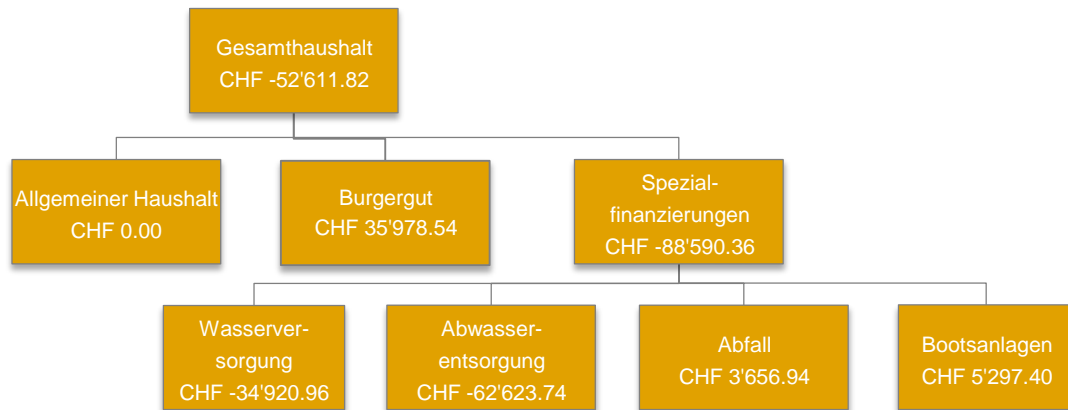 Gesamthaushalt
CHF -52'611.82
Allgemeiner Haushalt
CHF 0.00
Burgergut
CHF 35'978.54
Spezial-
finanzierungen
CHF -88'590.36
Wasserver-
sorgung
CHF -34'920.96
Abwasser-
entsorgung
CHF -62'623.74
Abfall
CHF 3'656.94
Bootsanlagen
CHF 5'297.40